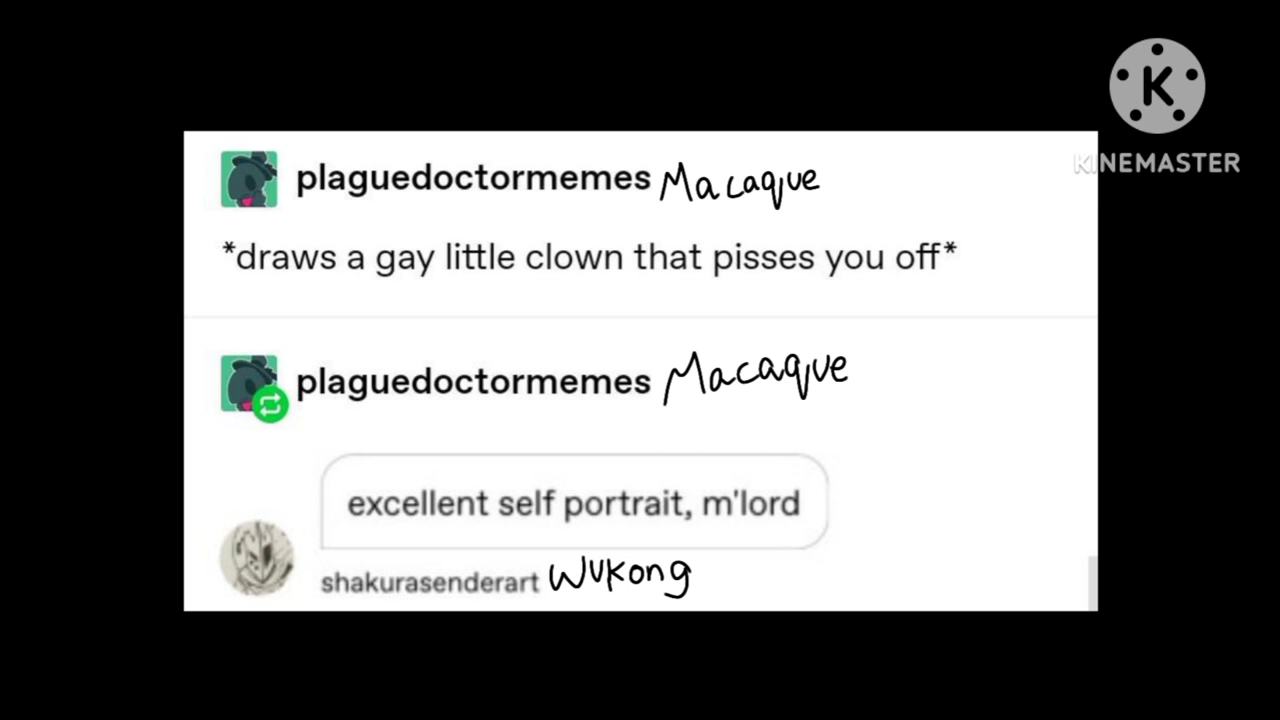 K
KINEMASTER
plaguedoctormemes Macaque
*draws a gay little clown that pisses you off*
plaguedoctormemes Macaque
excellent self portrait, m'lord
shakurasenderart Wukong